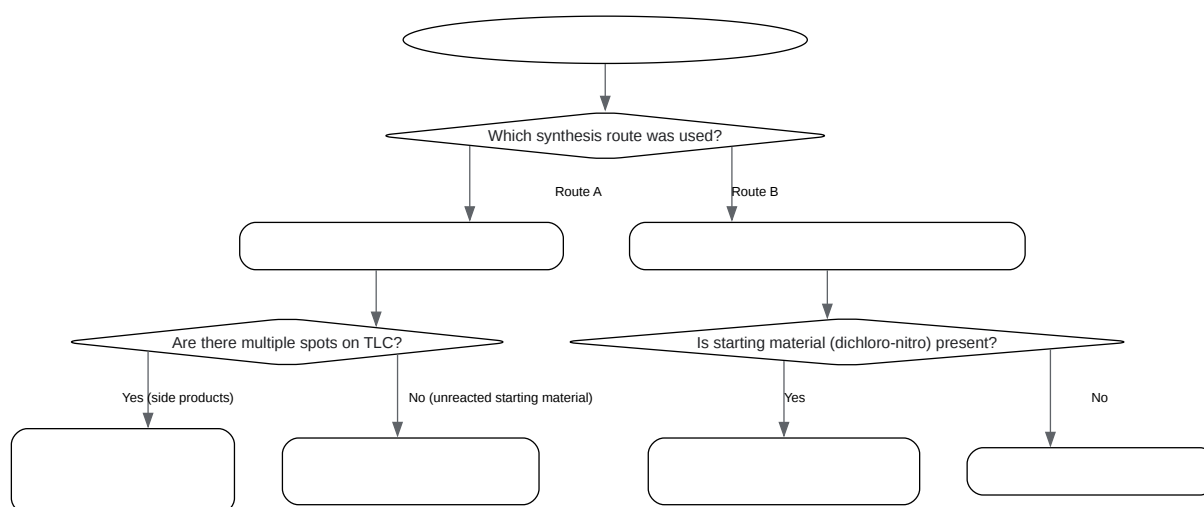 Which synthesis route was used?
Route A
Route B
Are there multiple spots on TLC?
Is starting material (dichloro-nitro) present?
Yes (side products)
No (unreacted starting material)
Yes
No